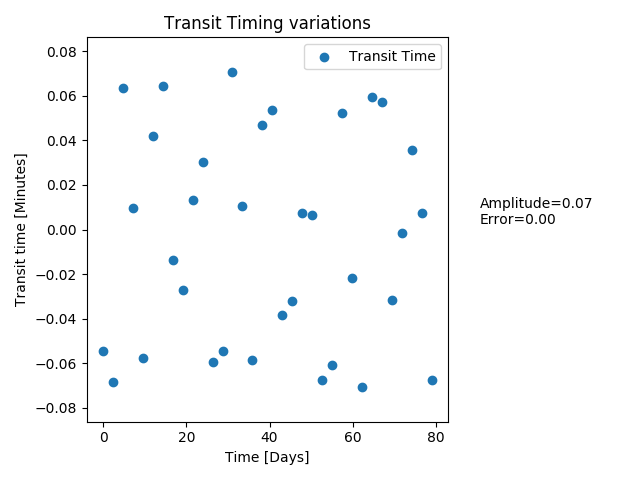 Transit Timing variations
Transit Time
Transit time [Minutes]
0.08
0.06
0.04
0.02
0.00
−0.02
−0.04
−0.06
−0.08
0
20
40
60
80
Time [Days]
Amplitude=0.07
Error=0.00